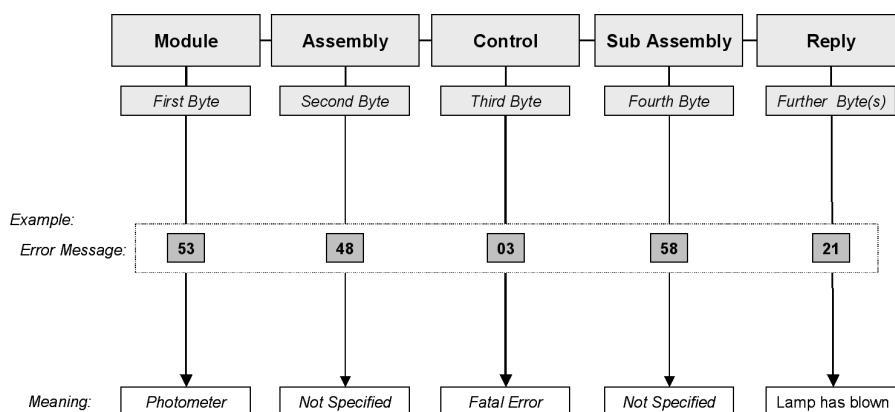 Module Assembly Control Sub Assembly Reply
First Byte Second Byte Third Byte Fourth Byte Further Byte(s)
Example:
Error Message: 53 48 03 58 21
Meaning: Photometer Not Specified Fatal Error Not Specified Lamp has blown